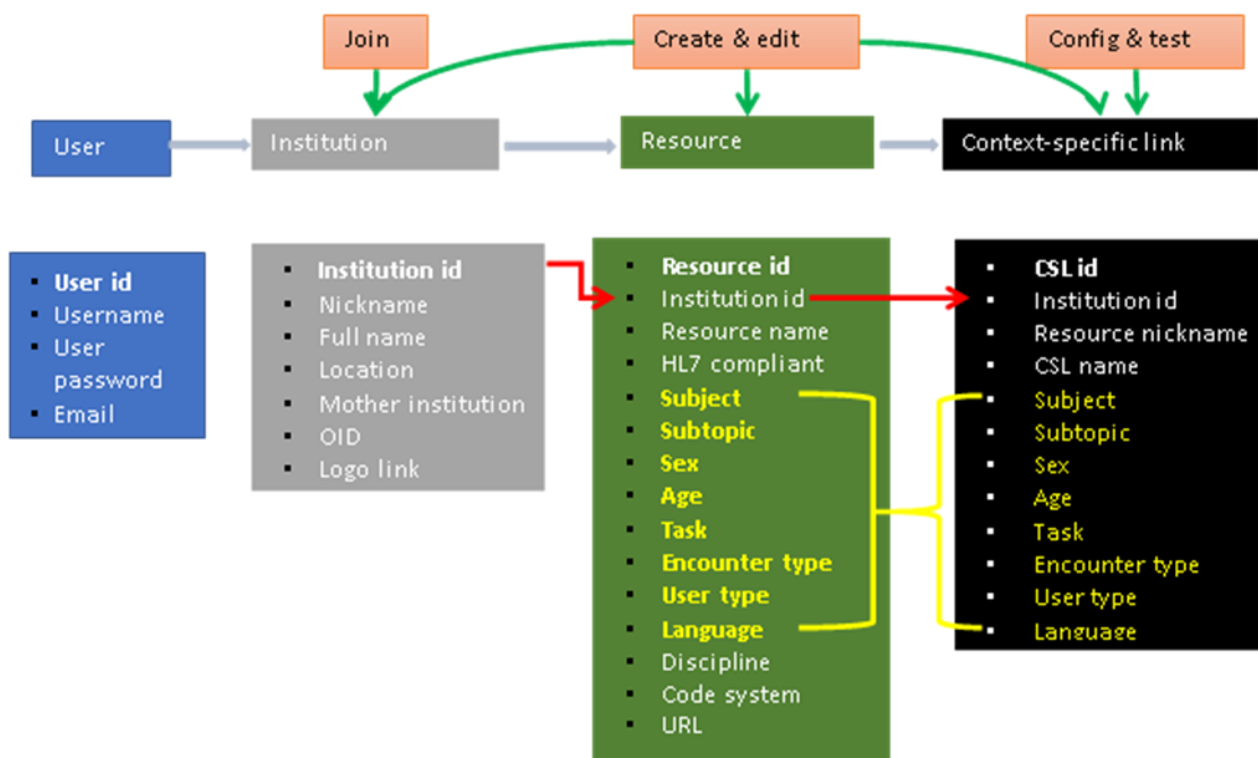 Join
Create & edit
Config & test
User
Institution
Resource
Context-specific link
User id
Username
User
password
Email
Institution id
Nickname
Full name
Location
Mother institution
OID
Logo link
Resource id
Institution id
Resource name
HL7 compliant
Subject
Subtopic
Sex
Age
Task
Encounter type
User type
Language
Discipline
Code system
URL
CSL id
Institution id
Resource nickname
CSL name
Subject
Subtopic
Sex
Age
Task
Encounter type
User type
Language